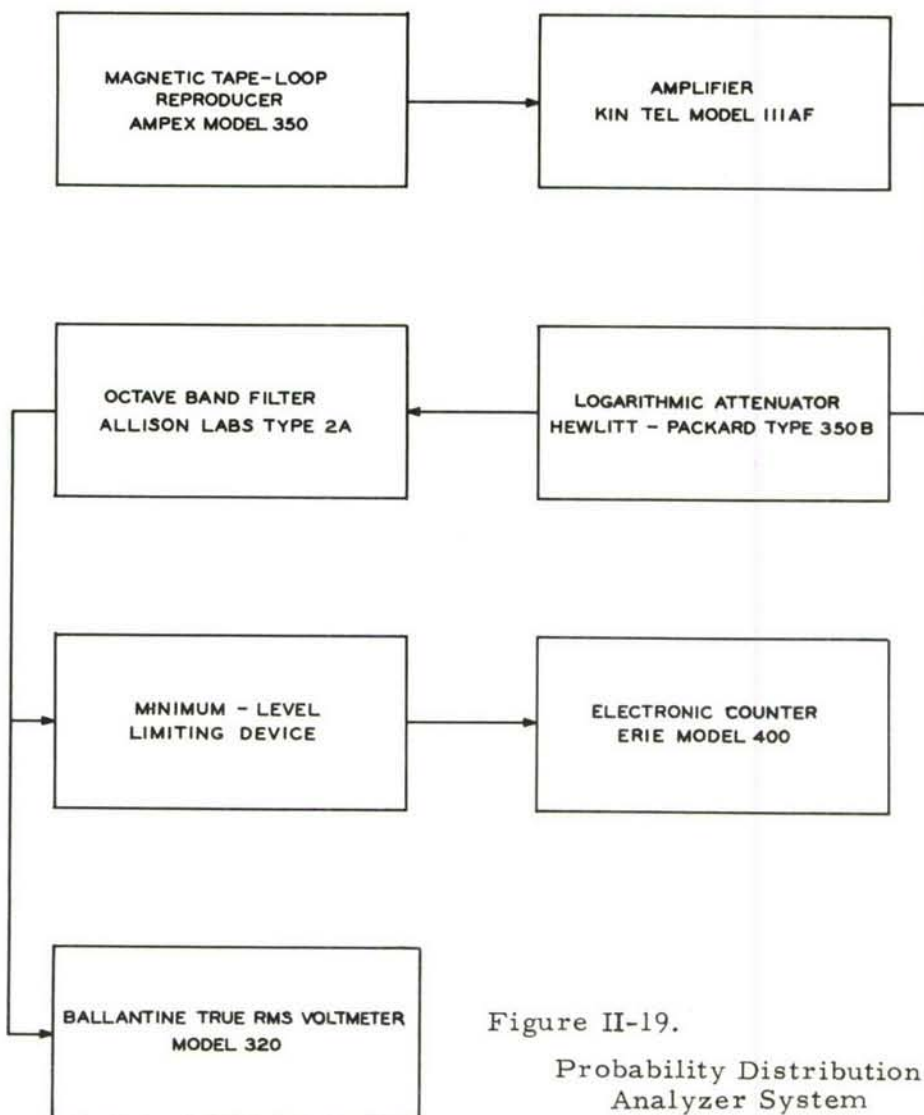 MAGNETIC TAPE-LOOP
REPRODUCER
AMPEX MODEL 350
AMPLIFIER
KIN TEL MODEL 111AF
OCTAVE BAND FILTER
ALLISON LABS TYPE 2A
LOGARITHMIC ATTENUATOR
HEWLITT - PACKARD TYPE 350B
MINIMUM - LEVEL
LIMITING DEVICE
ELECTRONIC COUNTER
ERIE MODEL 400
BALLANTINE TRUE RMS VOLTMETER
MODEL 320
Figure II-19.
Probability Distribution
Analyzer System